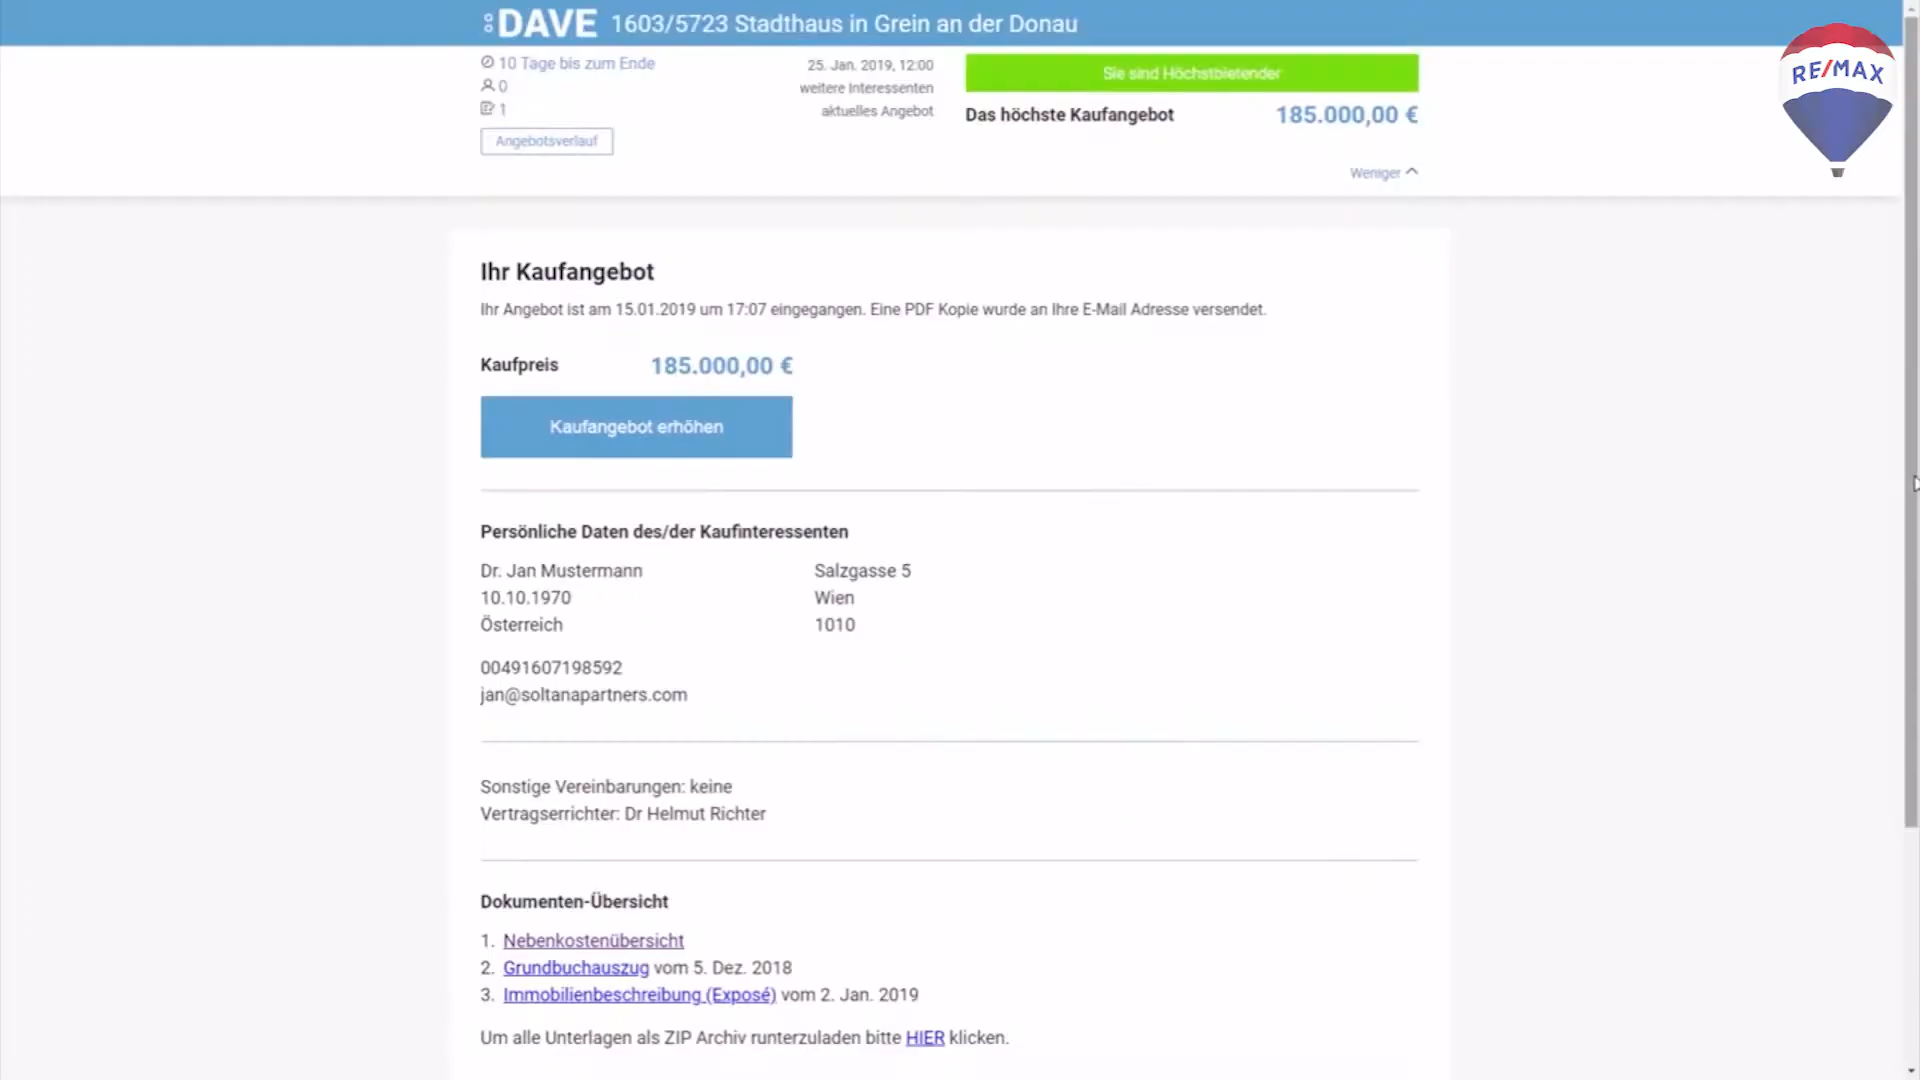 DAVE 1603/5723 Stadthaus in Grein an der Donau
10 Tage bis zum Ende
25. Jan. 2019, 12:00
0
weitere Interessenten
1
aktuelles Angebot
Angebotsverlauf
Sie sind Höchstbietender
Das höchste Kaufangebot 185.000,00 €
Weniger
RE/MAX
Ihr Kaufangebot
Ihr Angebot ist am 15.01.2019 um 17:07 eingegangen. Eine PDF Kopie wurde an Ihre E-Mail Adresse versendet.
Kaufpreis 185.000,00 €
Kaufangebot erhöhen
Persönliche Daten des/der Kaufinteressenten
Dr. Jan Mustermann
Salzgasse 5
10.10.1970
Wien
Österreich
1010
00491607198592
jan@soltanapartners.com
Sonstige Vereinbarungen: keine
Vertragserrichter: Dr Helmut Richter
Dokumenten-Übersicht
1. Nebenkostenübersicht
2. Grundbuchauszug vom 5. Dez. 2018
3. Immobilienbeschreibung (Exposé) vom 2. Jan. 2019
Um alle Unterlagen als ZIP Archiv runterzuladen bitte HIER klicken.